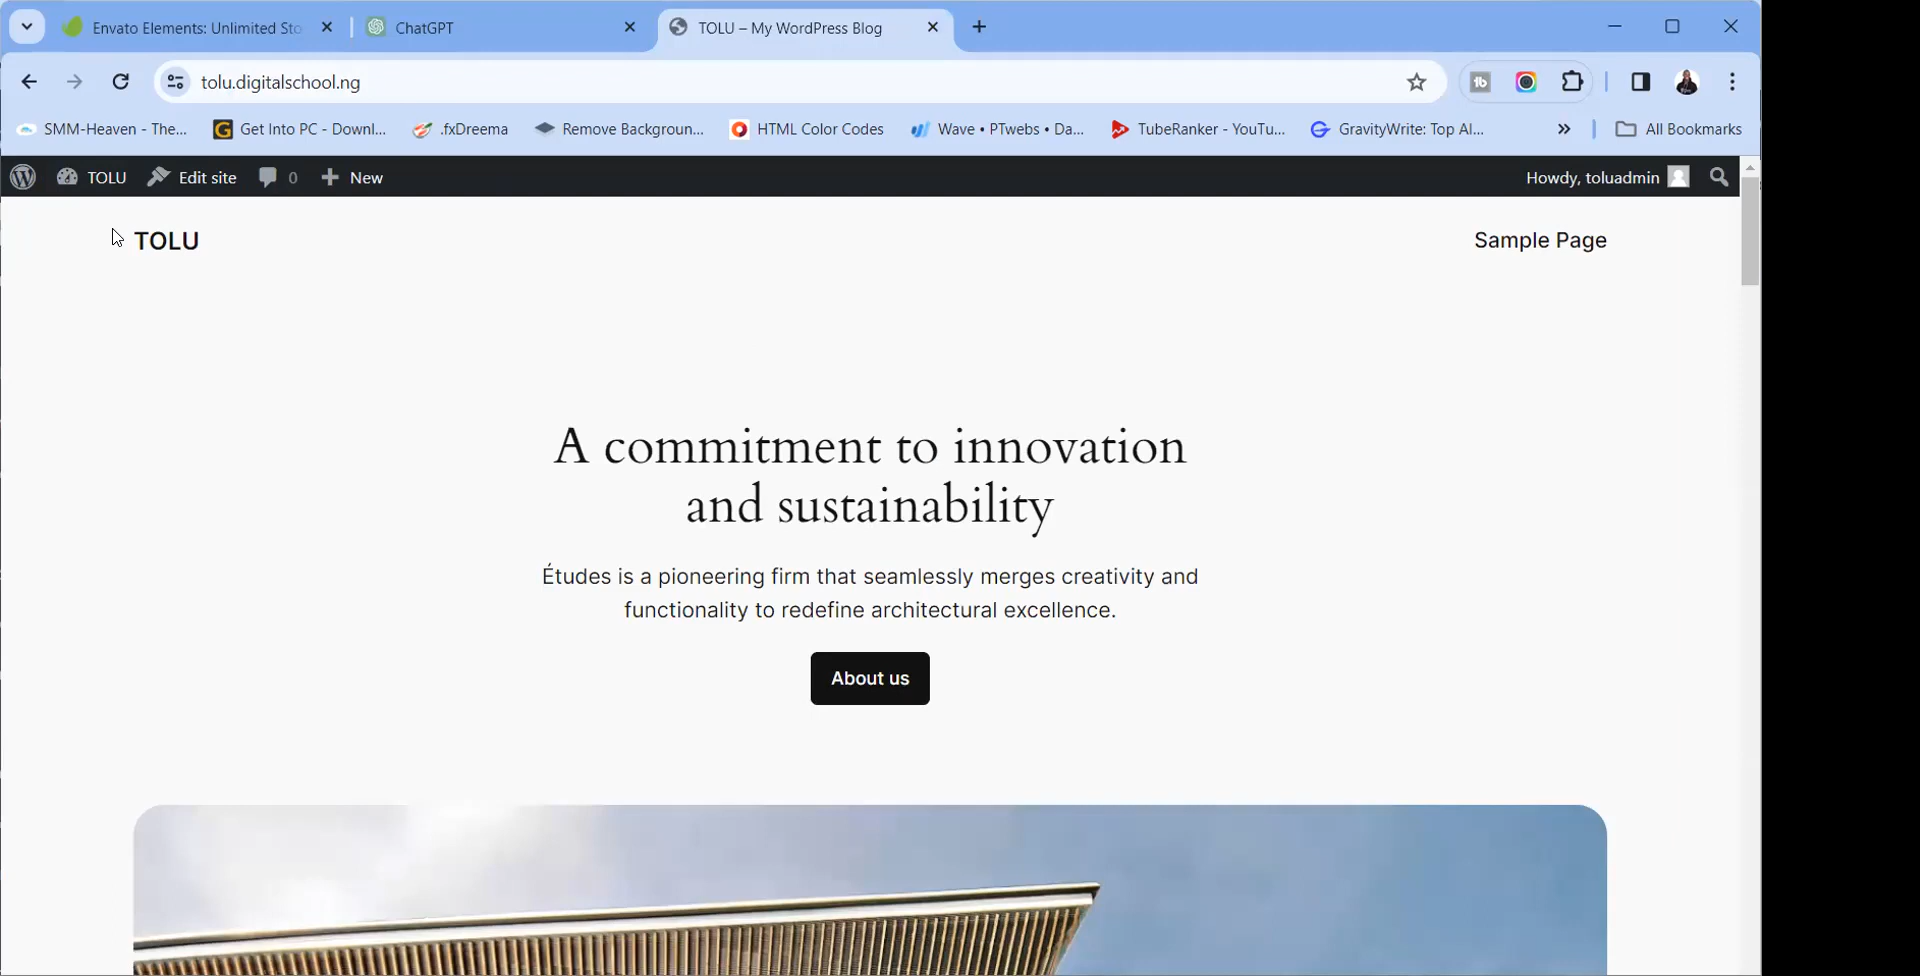 Envato Elements: Unlimited Sto
ChatGPT
TOLU – My WordPress Blog
tolu.digitalschool.ng
SMM-Heaven - The...
Get Into PC - Downl...
.fxDreema
Remove Backgroun...
HTML Color Codes
Wave • PTwebs • Da...
TubeRanker - YouTu...
GravityWrite: Top AI...
»
All Bookmarks
TOLU
Edit site
0
New
Howdy, toluadmin
TOLU
Sample Page
A commitment to innovation
and sustainability
Études is a pioneering firm that seamlessly merges creativity and
functionality to redefine architectural excellence.
About us